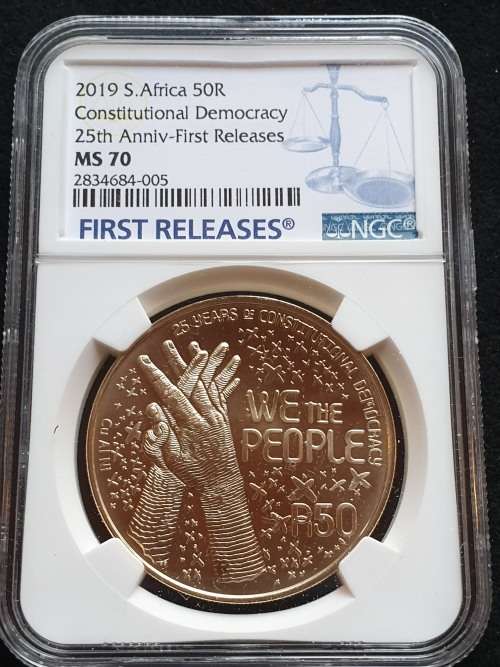 2019 S.Africa 50R
Constitutional Democracy
25th Anniv-First Releases
MS 70
2834684-005
FIRST RELEASES®
NGC®
25 YEARS OF CONSTITUTIONAL DEMOCRACY
WE THE
PEOPLE
R50